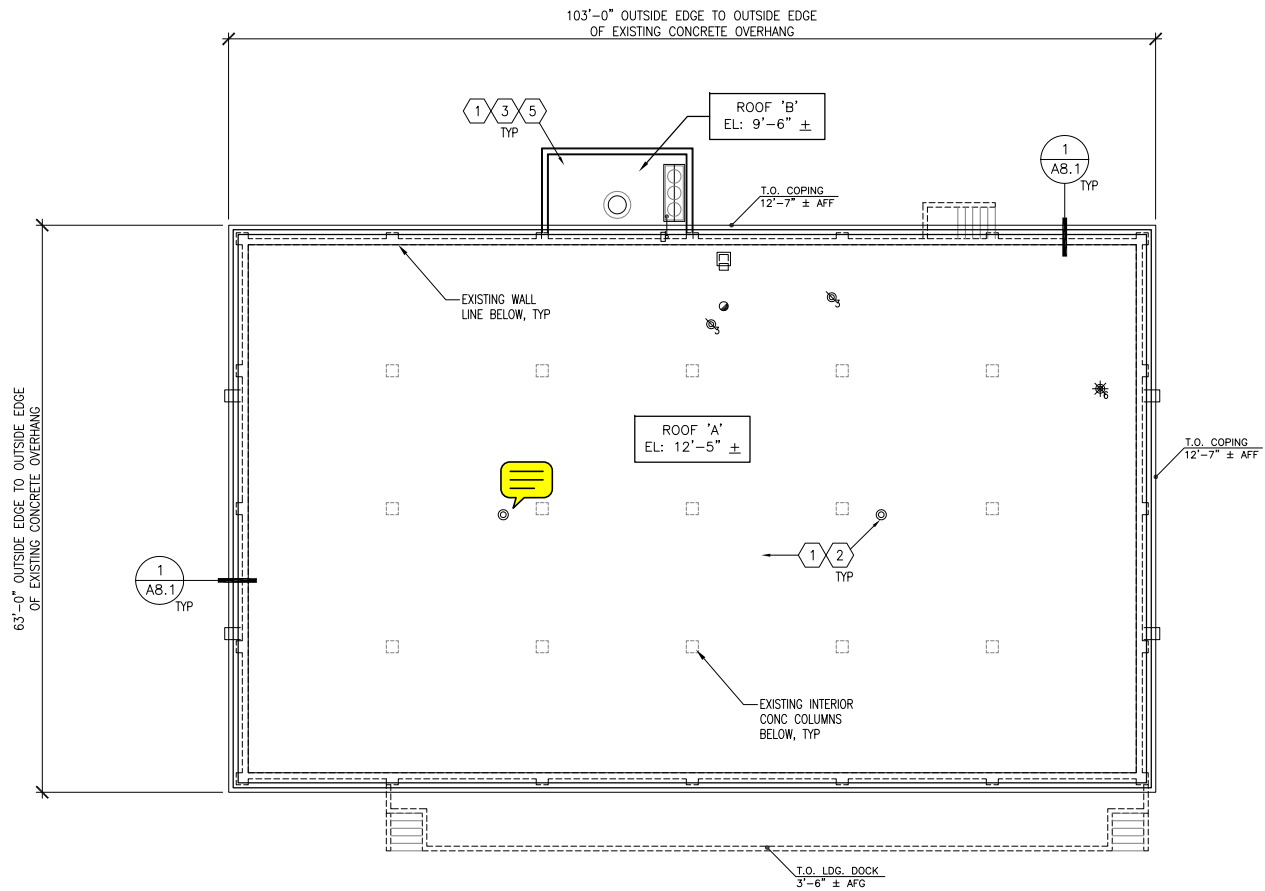 103'-0" OUTSIDE EDGE TO OUTSIDE EDGE
OF EXISTING CONCRETE OVERHANG
1 3 5
TYP
ROOF 'B'
EL: 9'-6" ±
1
A8.1
TYP
T.O. COPING
12'-7" ± AFF
EXISTING WALL
LINE BELOW, TYP
3
3
6
63'-0" OUTSIDE EDGE TO OUTSIDE EDGE
OF EXISTING CONCRETE OVERHANG
ROOF 'A'
EL: 12'-5" ±
T.O. COPING
12'-7" ± AFF
1 2
TYP
1
A8.1
TYP
EXISTING INTERIOR
CONC COLUMNS
BELOW, TYP
T.O. LDG. DOCK
3'-6" ± AFG